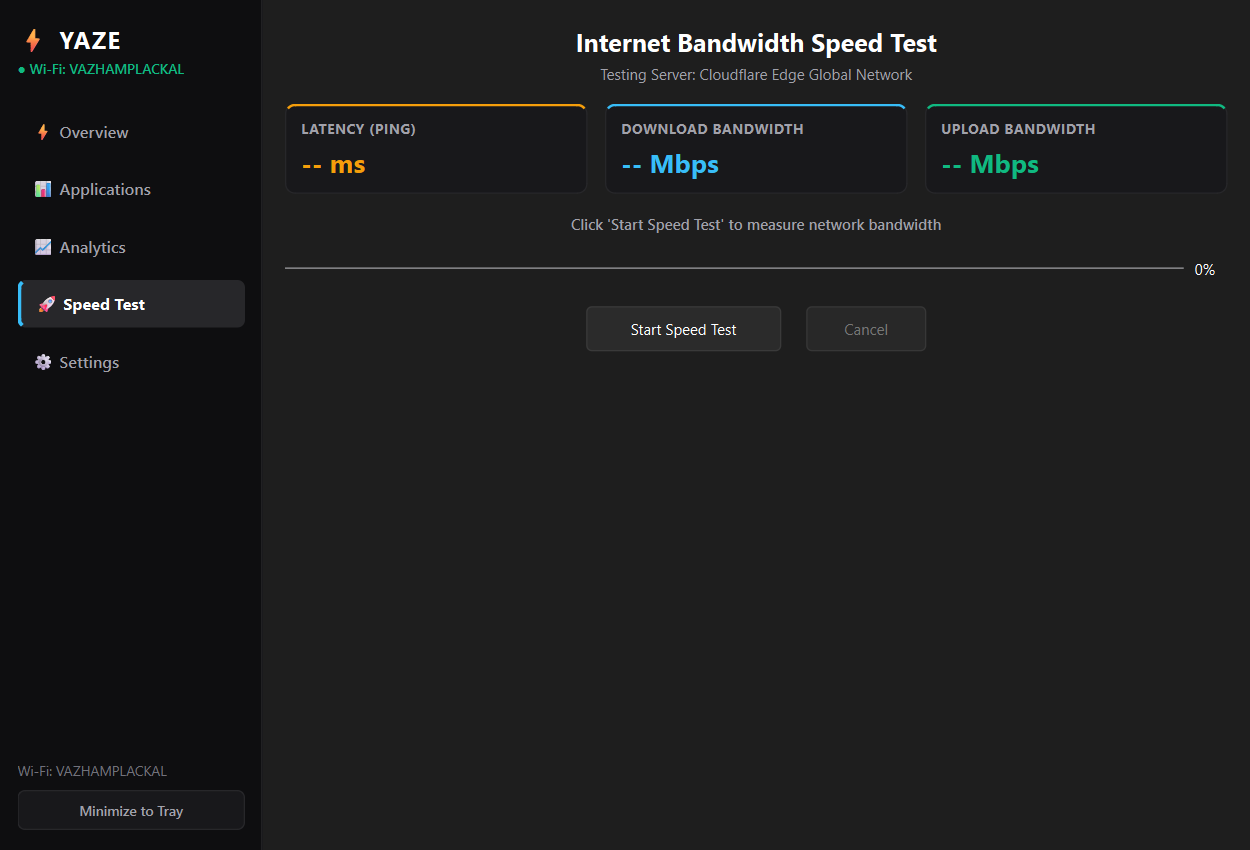 YAZE
● Wi-Fi: VAZHAMPLACKAL
Overview
Applications
Analytics
Speed Test
Settings
Wi-Fi: VAZHAMPLACKAL
Minimize to Tray
Internet Bandwidth Speed Test
Testing Server: Cloudflare Edge Global Network
LATENCY (PING)
-- ms
DOWNLOAD BANDWIDTH
-- Mbps
UPLOAD BANDWIDTH
-- Mbps
Click 'Start Speed Test' to measure network bandwidth
0%
Start Speed Test
Cancel